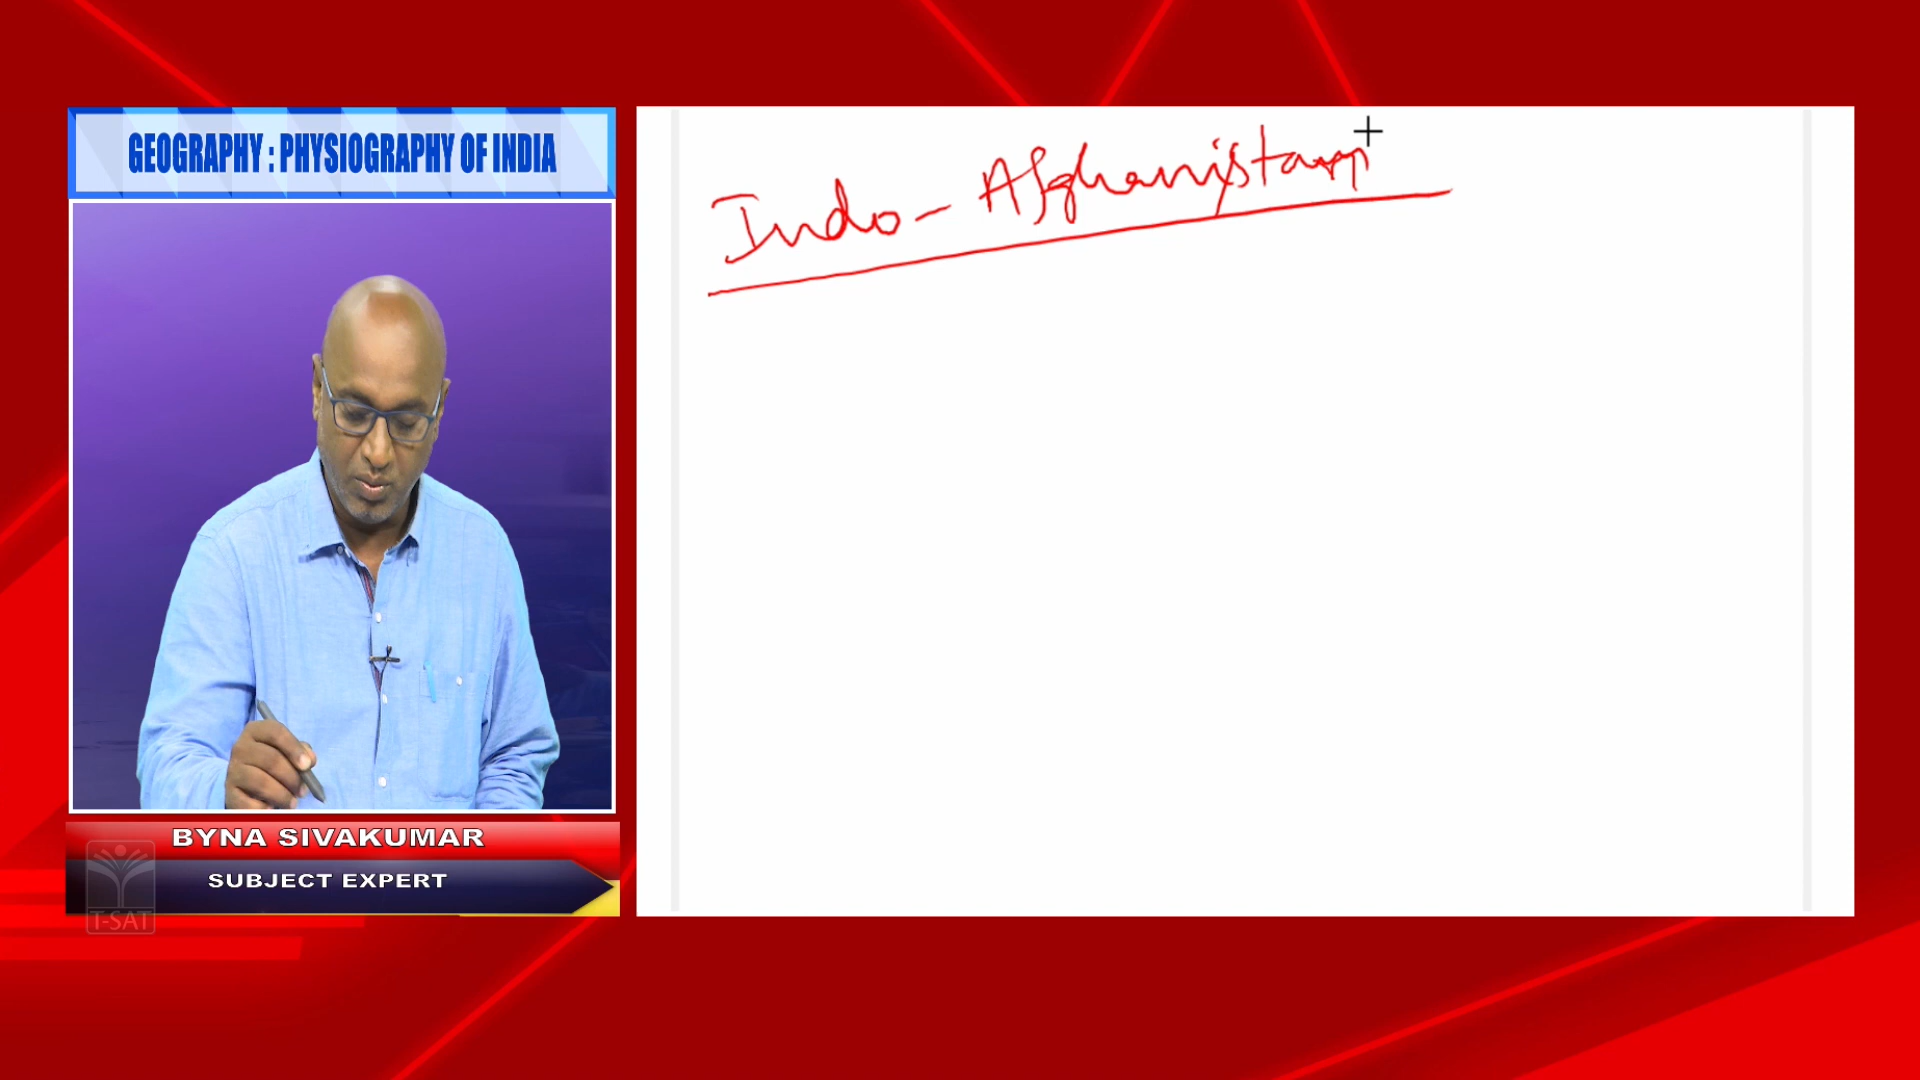 GEOGRAPHY : PHYSIOGRAPHY OF INDIA
Indo - Afghanistan
BYNA SIVAKUMAR
SUBJECT EXPERT
T-SAT